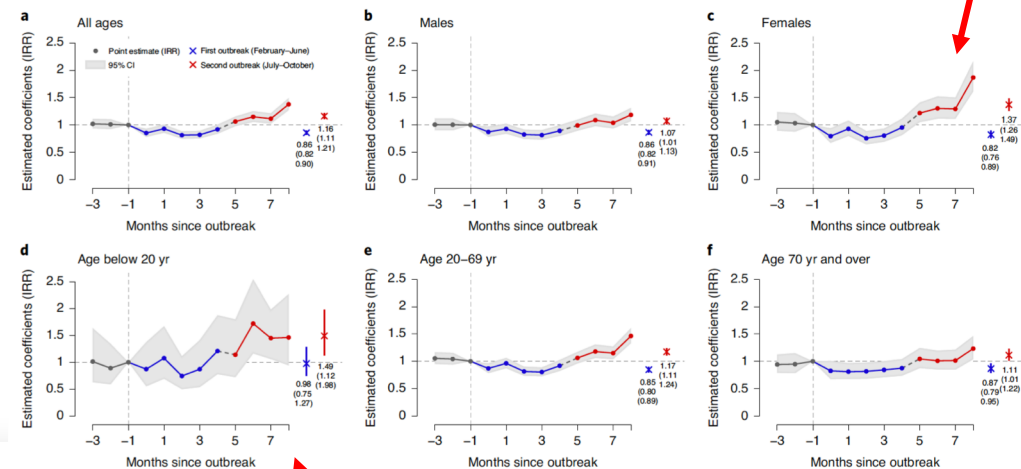 a
All ages
Estimated coefficients (IRR)
2.5
2
1.5
1
0.5
0
Point estimate (IRR)
95% CI
First outbreak (February–June)
Second outbreak (July–October)
1.16
(1.11
1.21)
0.86
(0.82
0.90)
−3 −1 1 3 5 7
Months since outbreak
b
Males
Estimated coefficients (IRR)
2.5
2
1.5
1
0.5
0
1.07
(1.01
1.13)
0.86
(0.82
0.91)
−3 −1 1 3 5 7
Months since outbreak
c
Females
Estimated coefficients (IRR)
2.5
2
1.5
1
0.5
0
1.37
(1.26
1.49)
0.82
(0.76
0.89)
−3 −1 1 3 5 7
Months since outbreak
d
Age below 20 yr
Estimated coefficients (IRR)
2.5
2
1.5
1
0.5
0
1.49
(1.12
(1.98)
0.98
(0.75
1.27)
−3 −1 1 3 5 7
Months since outbreak
e
Age 20–69 yr
Estimated coefficients (IRR)
2.5
2
1.5
1
0.5
0
1.17
(1.11
1.24)
0.85
(0.80
(0.89)
−3 −1 1 3 5 7
Months since outbreak
f
Age 70 yr and over
Estimated coefficients (IRR)
2.5
2
1.5
1
0.5
0
1.11
(1.01
(1.22)
0.87
(0.79
0.95)
−3 −1 1 3 5 7
Months since outbreak